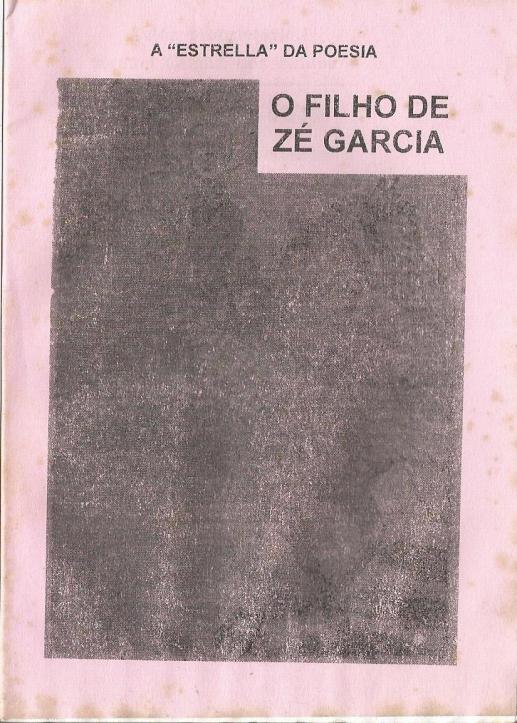 A “ESTRELLA” DA POESIA
O FILHO DE
ZÉ GARCIA